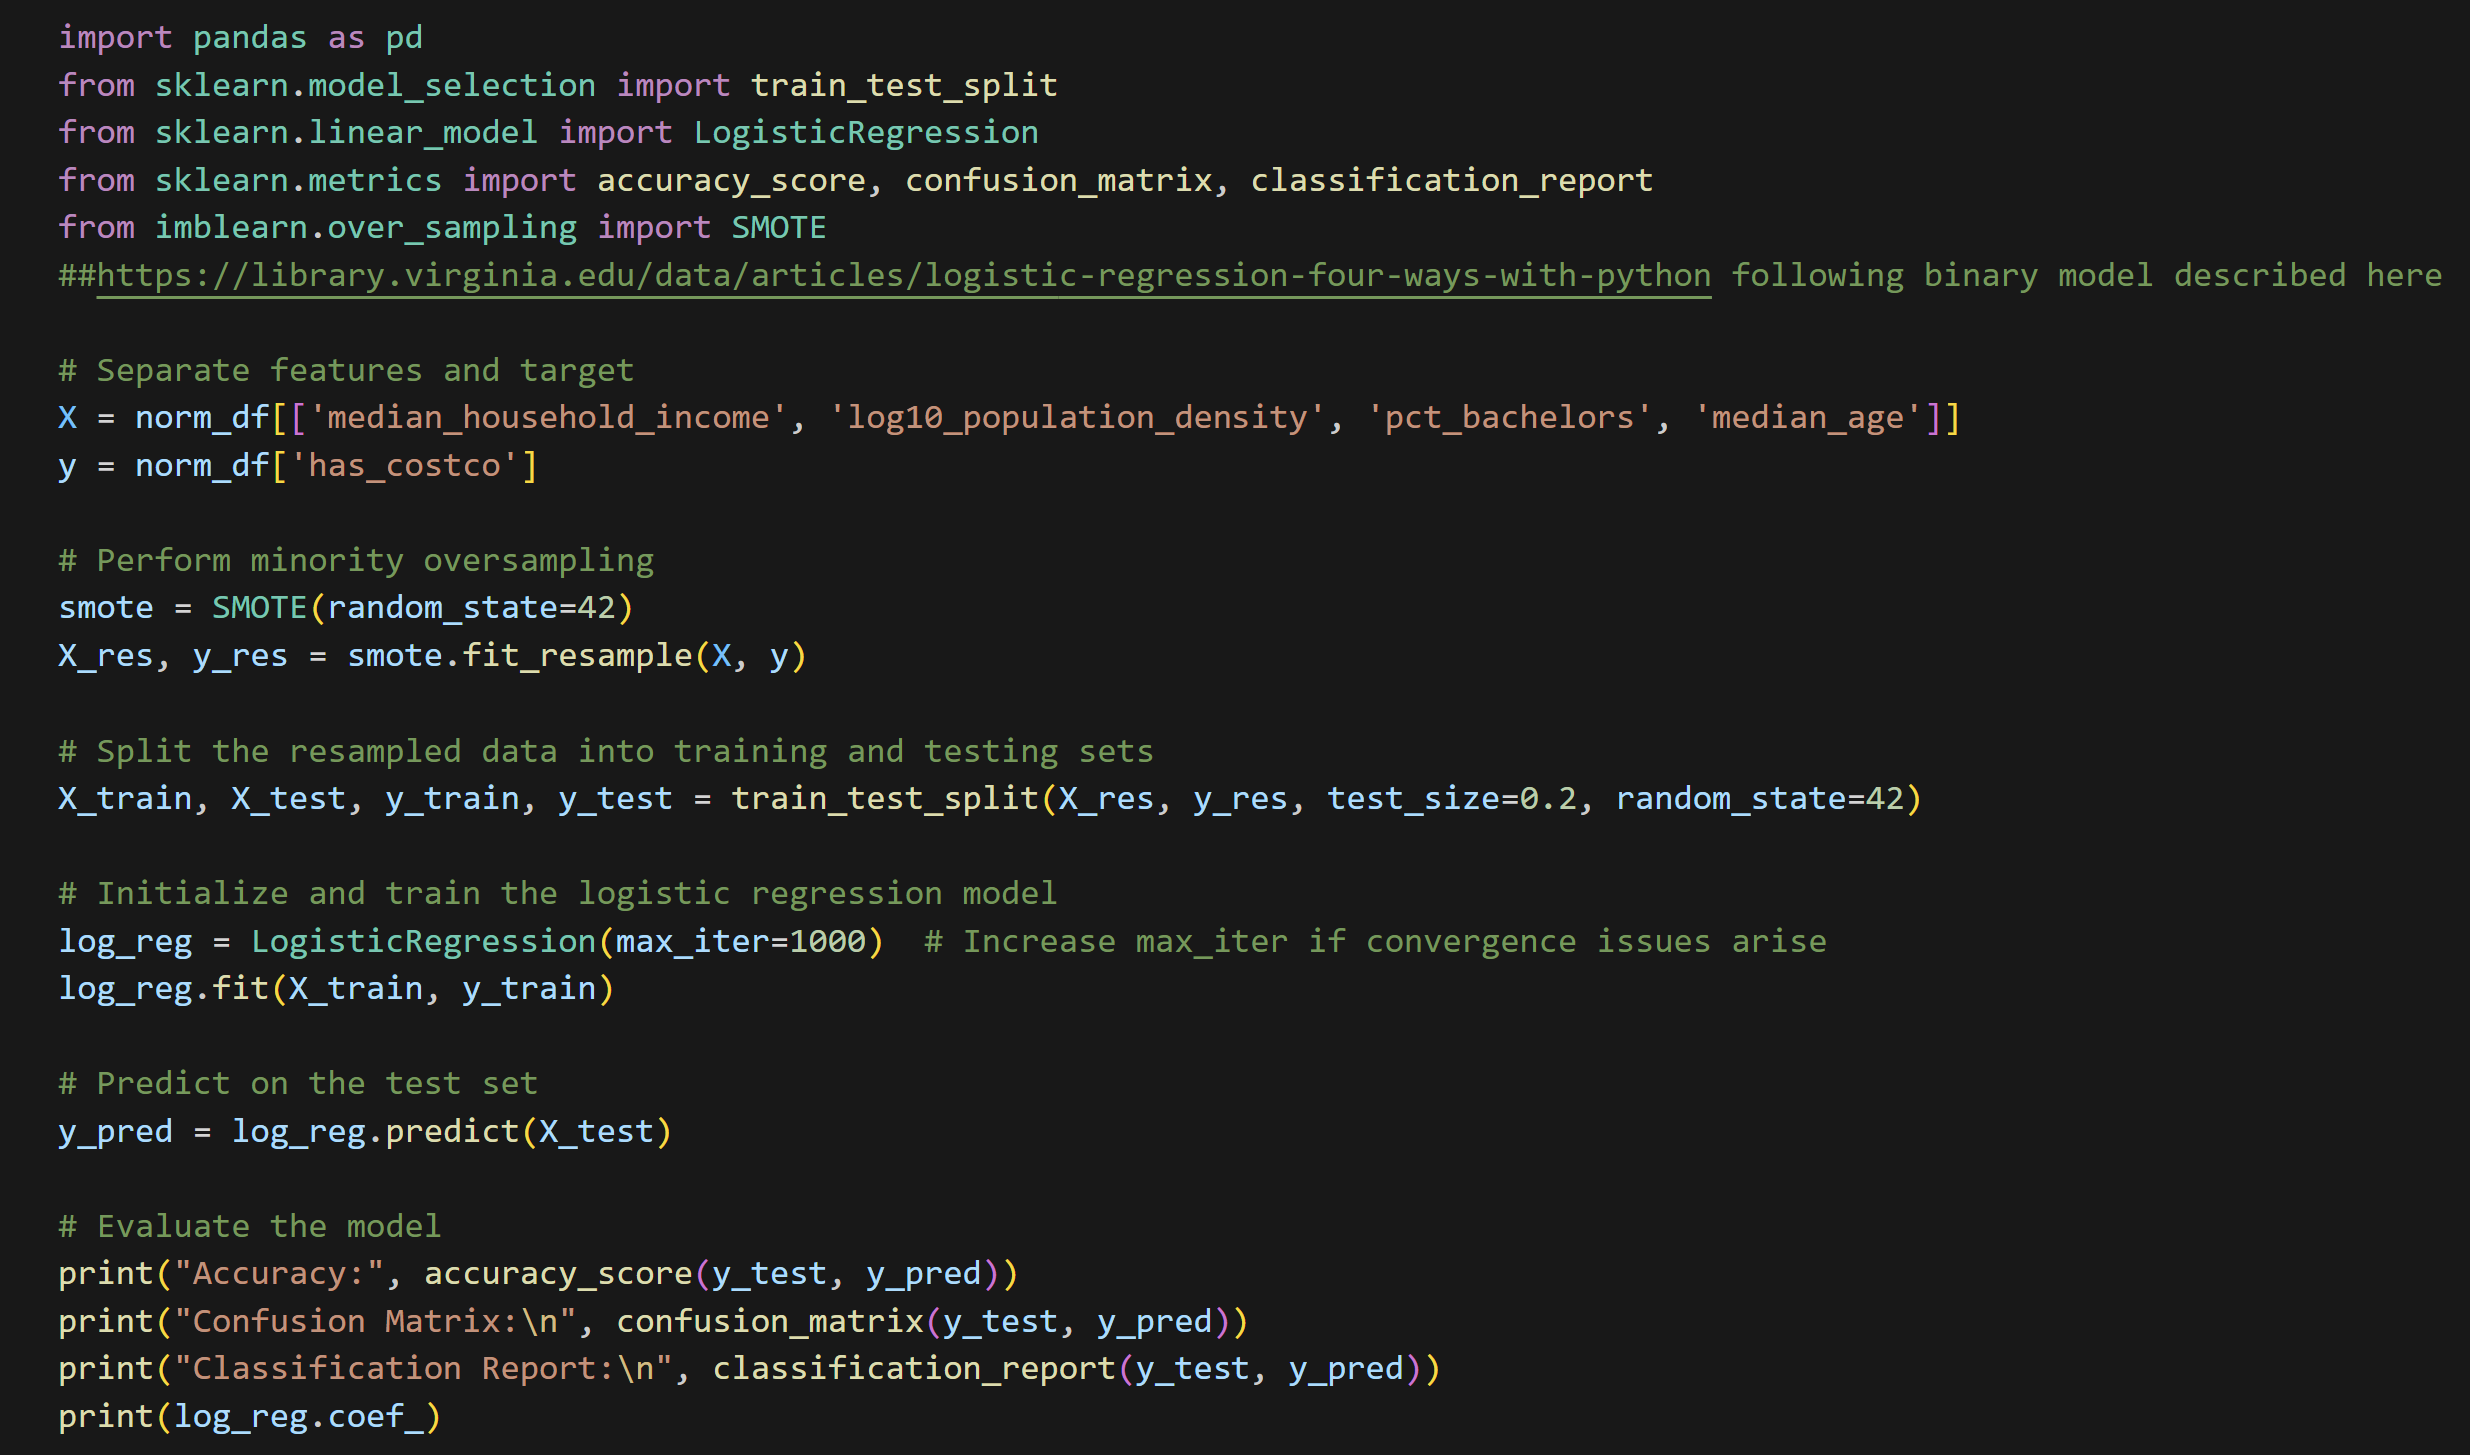 import pandas as pd
from sklearn.model_selection import train_test_split
from sklearn.linear_model import LogisticRegression
from sklearn.metrics import accuracy_score, confusion_matrix, classification_report
from imblearn.over_sampling import SMOTE
##https://library.virginia.edu/data/articles/logistic-regression-four-ways-with-python following binary model described here
# Separate features and target
X = norm_df[['median_household_income', 'log10_population_density', 'pct_bachelors', 'median_age']]
y = norm_df['has_costco']
# Perform minority oversampling
smote = SMOTE(random_state=42)
X_res, y_res = smote.fit_resample(X, y)
# Split the resampled data into training and testing sets
X_train, X_test, y_train, y_test = train_test_split(X_res, y_res, test_size=0.2, random_state=42)
# Initialize and train the logistic regression model
log_reg = LogisticRegression(max_iter=1000)  # Increase max_iter if convergence issues arise
log_reg.fit(X_train, y_train)
# Predict on the test set
y_pred = log_reg.predict(X_test)
# Evaluate the model
print("Accuracy:", accuracy_score(y_test, y_pred))
print("Confusion Matrix:\n", confusion_matrix(y_test, y_pred))
print("Classification Report:\n", classification_report(y_test, y_pred))
print(log_reg.coef_)